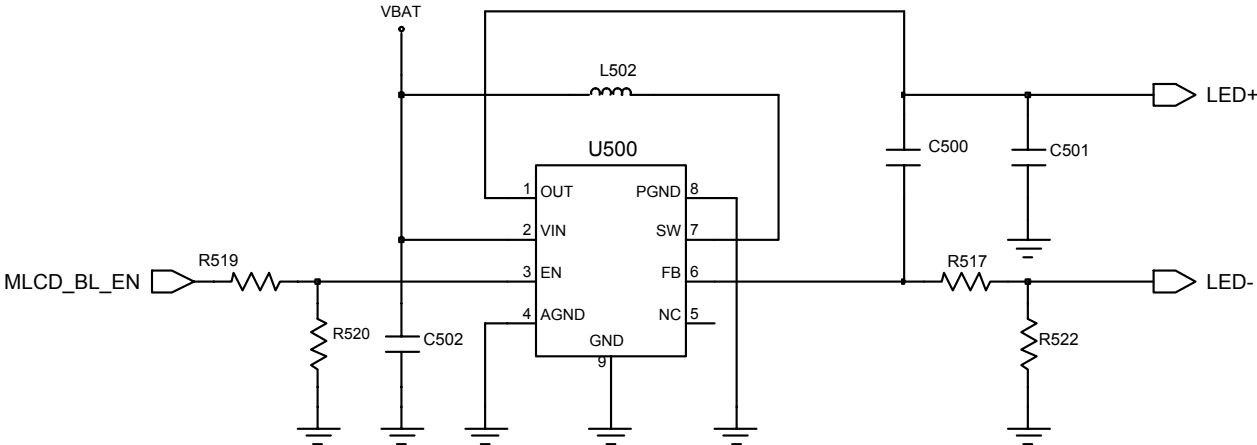 VBAT
L502
LED+
U500
C500
C501
1 OUT
PGND 8
2 VIN
SW 7
R519
R517
MLCD_BL_EN
3 EN
FB 6
LED-
R520
4 AGND
NC 5
C502
GND
R522
9